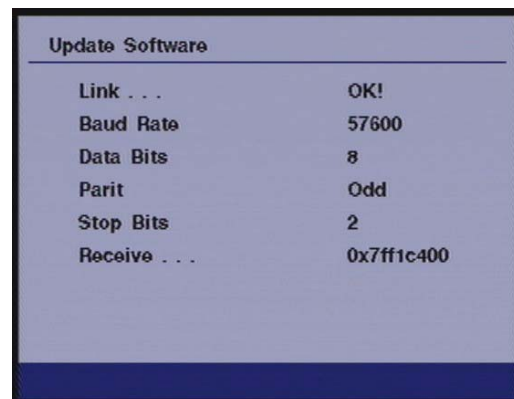 Update Software
Link . . . OK!
Baud Rate 57600
Data Bits 8
Parit Odd
Stop Bits 2
Receive . . . 0x7ff1c400